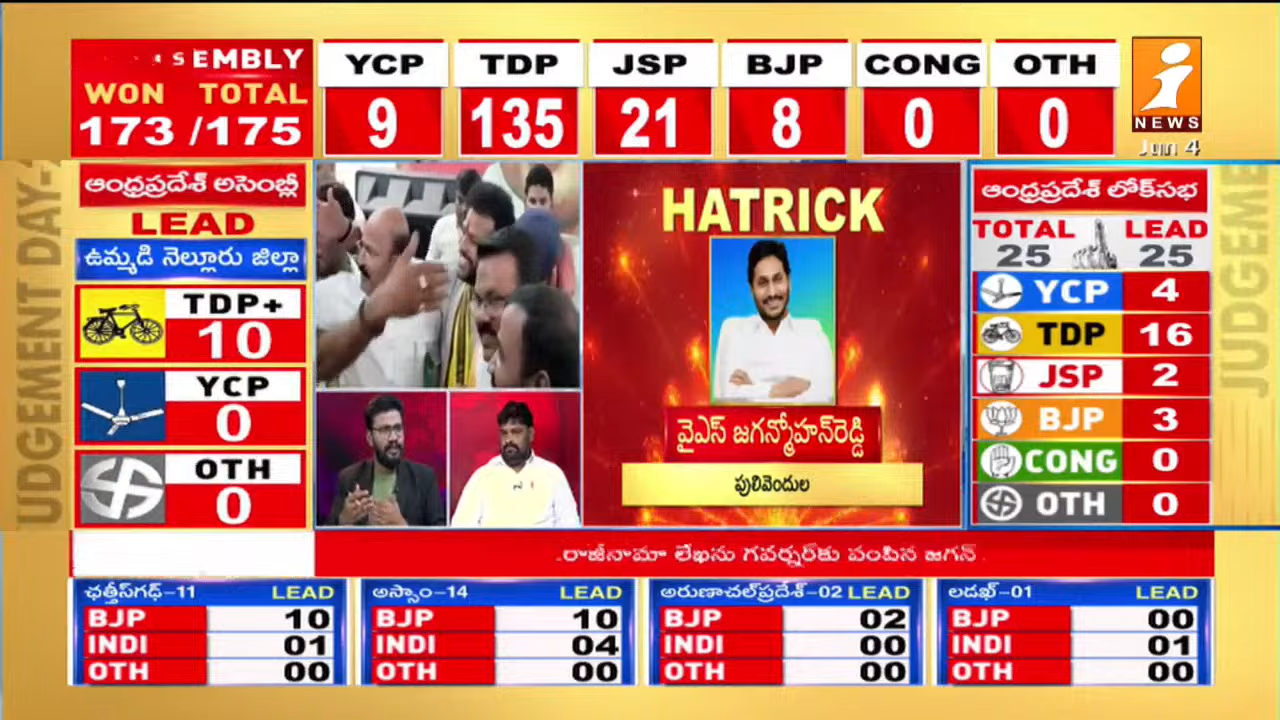 SEMBLY
WON TOTAL
173 /175
YCP
9
TDP
135
JSP
21
BJP
8
CONG
0
OTH
0
i
NEWS
Jun 4
JUDGEMENT DAY-
ఆంధ్రప్రదేశ్ అసెంబ్లీ
LEAD
ఉమ్మడి నెల్లూరు జిల్లా
TDP+
10
YCP
0
OTH
0
HATRICK
వైఎస్ జగన్మోహన్‌రెడ్డి
పులివెందుల
ఆంధ్రప్రదేశ్ లోక్‌సభ
TOTAL LEAD
25 25
YCP 4
TDP 16
JSP 2
BJP 3
CONG 0
OTH 0
JUDGEME
రాజీనామా లేఖను గవర్నర్‌కు పంపిన జగన్
ఛత్తీస్‌గఢ్-11 LEAD
BJP 10
INDI 01
OTH 00
అస్సాం-14 LEAD
BJP 10
INDI 04
OTH 00
అరుణాచల్‌ప్రదేశ్-02 LEAD
BJP 02
INDI 00
OTH 00
లడఖ్-01 LEAD
BJP 00
INDI 01
OTH 00